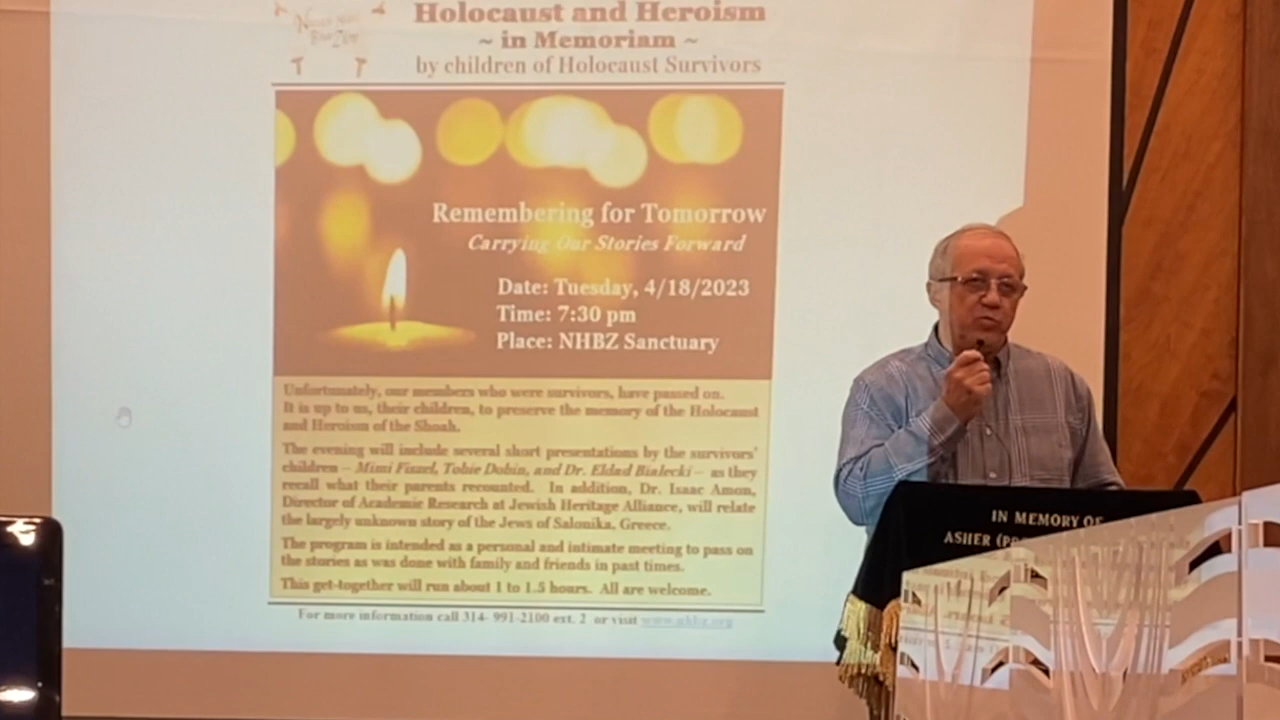 Holocaust and Heroism
~ in Memoriam ~
by children of Holocaust Survivors
Remembering for Tomorrow
Carrying Our Stories Forward
Date: Tuesday, 4/18/2023
Time: 7:30 pm
Place: NHBZ Sanctuary
Unfortunately, our members who were survivors, have passed on.
It is up to us, their children, to preserve the memory of the Holocaust
and Heroism of the Shoah.
The evening will include several short presentations by the survivors'
children – Mimi Fiszel, Tobie Dobin, and Dr. Eldad Bialecki – as they
recall what their parents recounted. In addition, Dr. Isaac Amon,
Director of Academic Research at Jewish Heritage Alliance, will relate
the largely unknown story of the Jews of Salonika, Greece.
The program is intended as a personal and intimate meeting to pass on
the stories as was done with family and friends in past times.
This get-together will run about 1 to 1.5 hours. All are welcome.
For more information call 314- 991-2100 ext. 2 or visit www.nhbz.org
IN MEMORY OF
ASHER